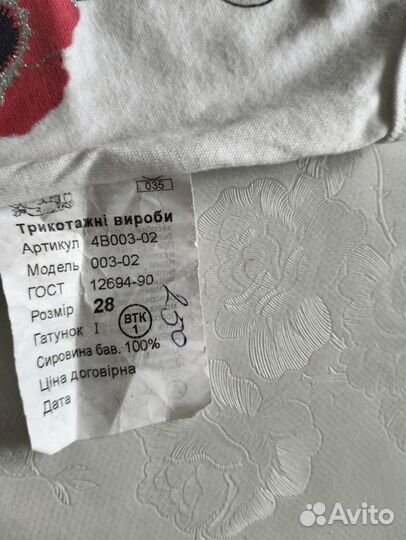 035
Трикотажні вироби
Артикул 4В003-02
Модель 003-02
ГОСТ 12694-90
Розмір 28
Гатунок I ВТК 1
250
Сировина бав. 100%
Ціна договірна
Дата
Avito